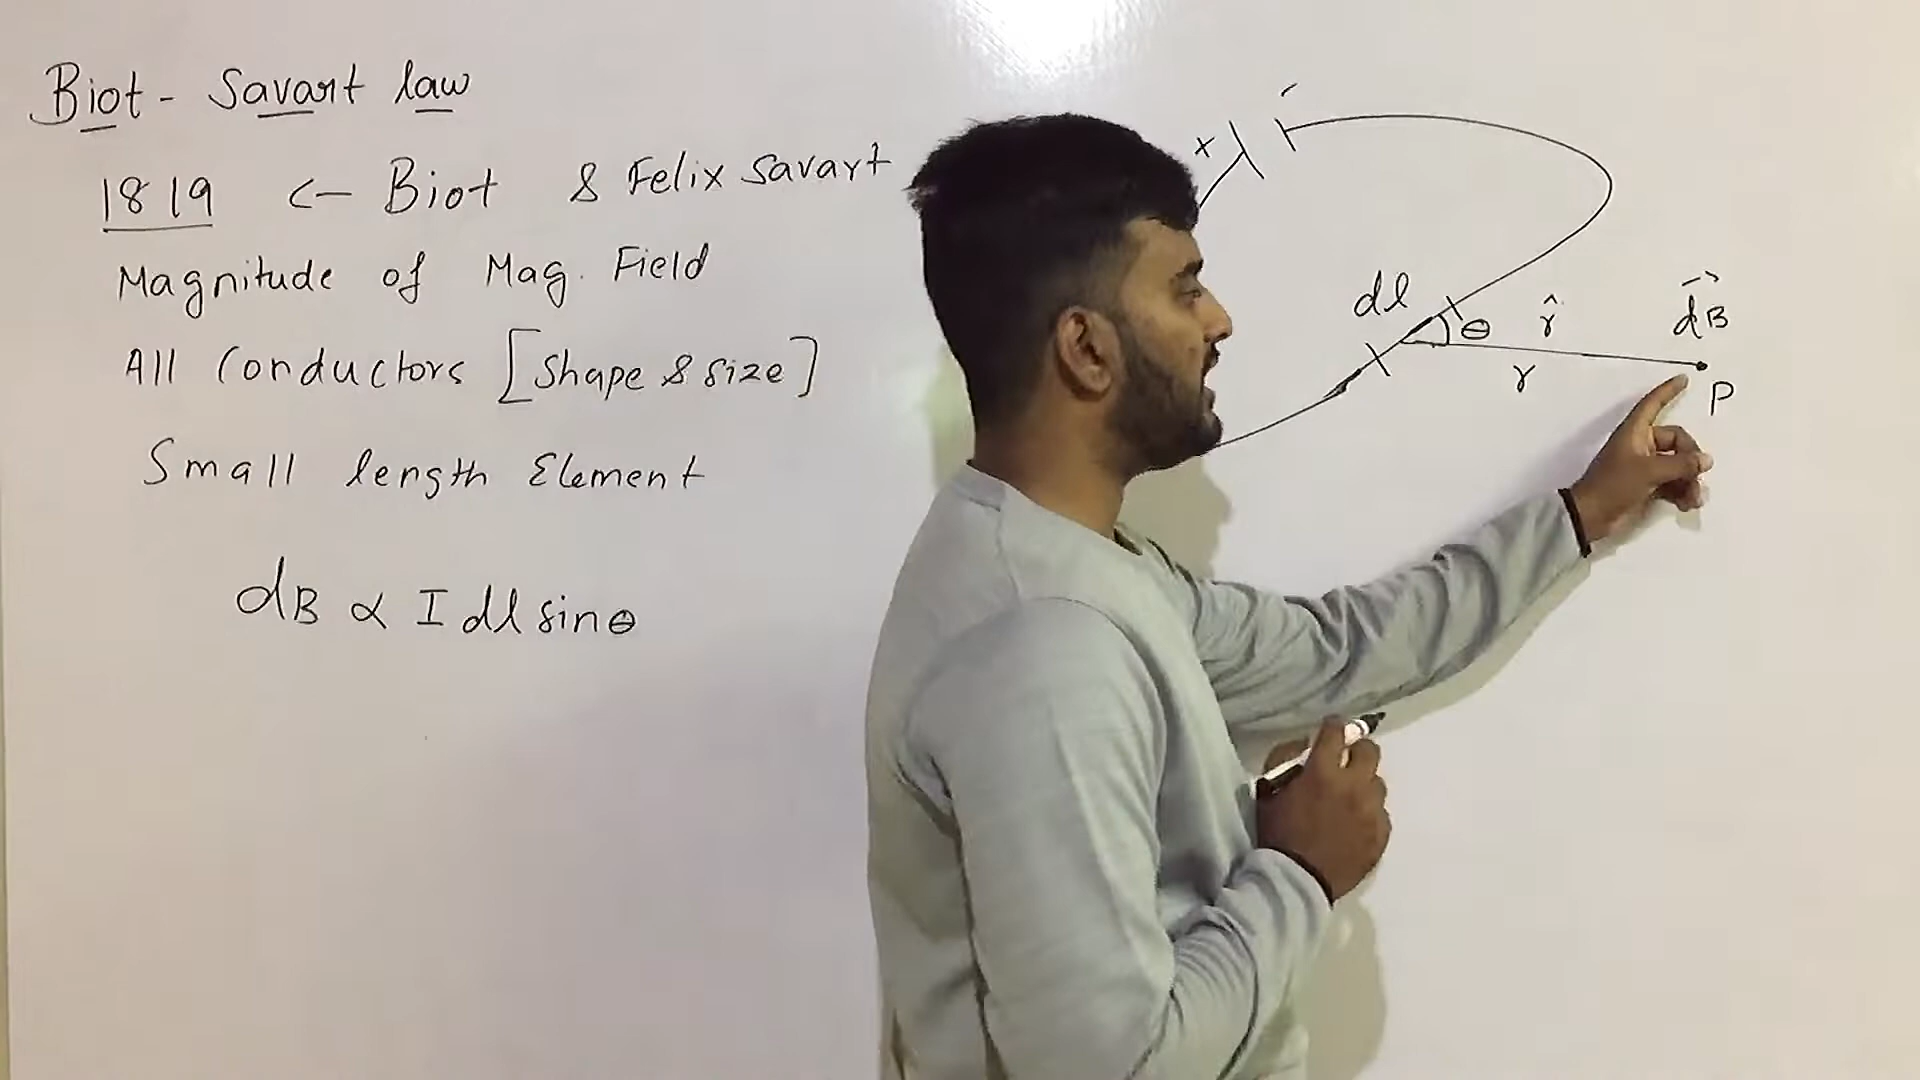 Biot - Savart law
1819 <- Biot & Felix Savart
Magnitude of Mag. Field
All Conductors [Shape & size]
Small length Element
dB ∝ I dl sinθ
+ -
dl θ r̂ dB⃗
r P